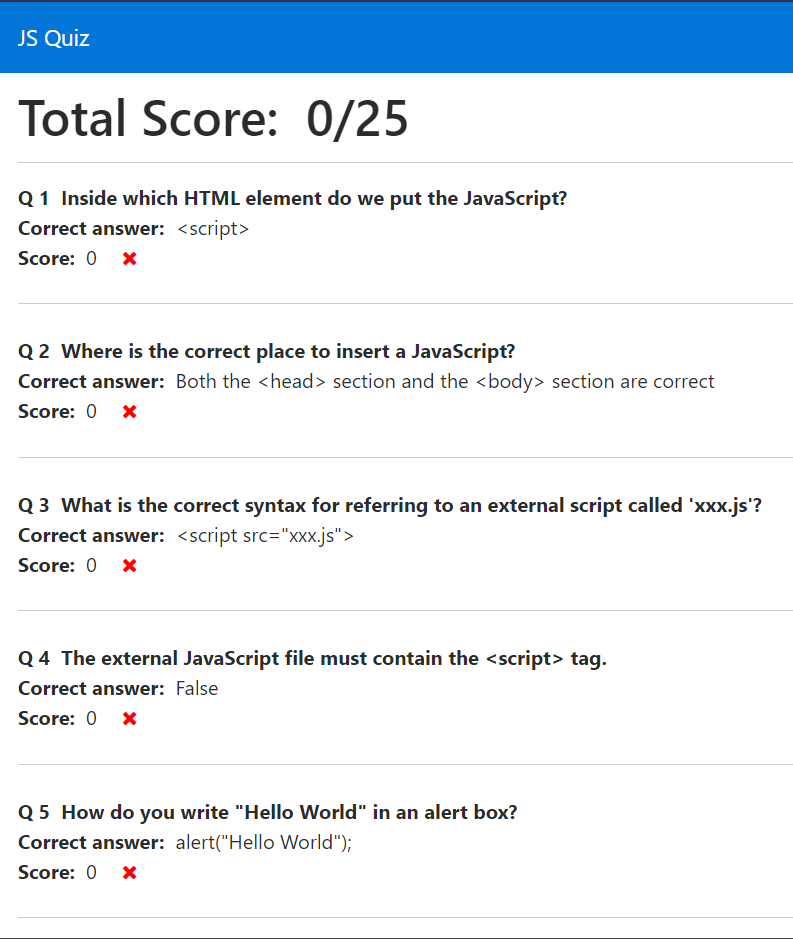 JS Quiz
Total Score: 0/25
Q 1 Inside which HTML element do we put the JavaScript?
Correct answer: <script>
Score: 0 ✖
Q 2 Where is the correct place to insert a JavaScript?
Correct answer: Both the <head> section and the <body> section are correct
Score: 0 ✖
Q 3 What is the correct syntax for referring to an external script called 'xxx.js'?
Correct answer: <script src="xxx.js">
Score: 0 ✖
Q 4 The external JavaScript file must contain the <script> tag.
Correct answer: False
Score: 0 ✖
Q 5 How do you write "Hello World" in an alert box?
Correct answer: alert("Hello World");
Score: 0 ✖